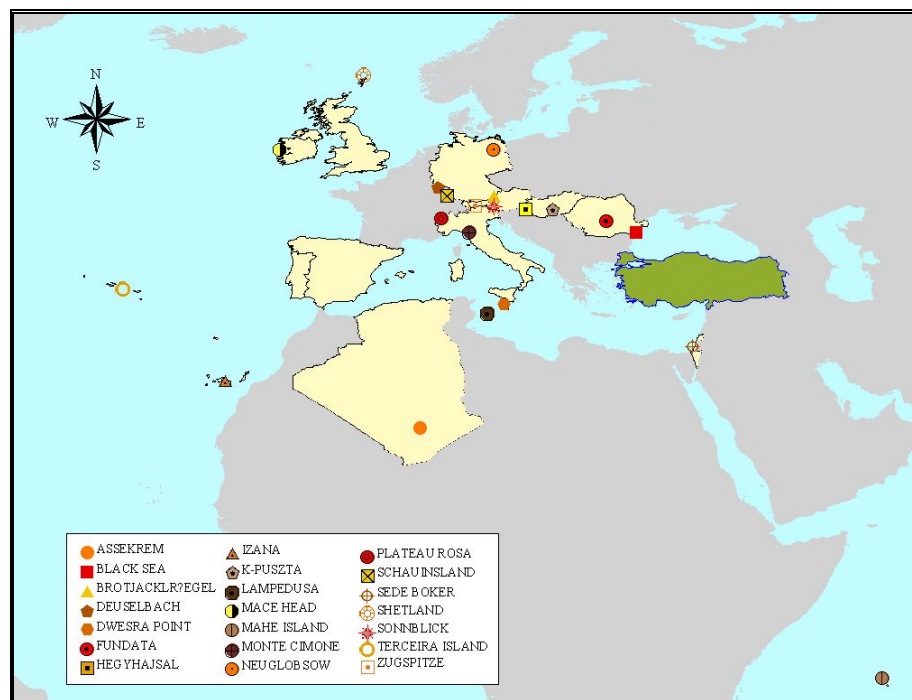 N
W E
S
ASSEKREM
BLACK SEA
BROTJACKLR?EGEL
DEUSELBACH
DWESRA POINT
FUNDATA
HEGYHAJSAL
IZANA
K-PUSZTA
LAMPEDUSA
MACE HEAD
MAHE ISLAND
MONTE CIMONE
NEUGLOBSOW
PLATEAU ROSA
SCHAUINSLAND
SEDE BOKER
SHETLAND
SONNBLICK
TERCEIRA ISLAND
ZUGSPITZE